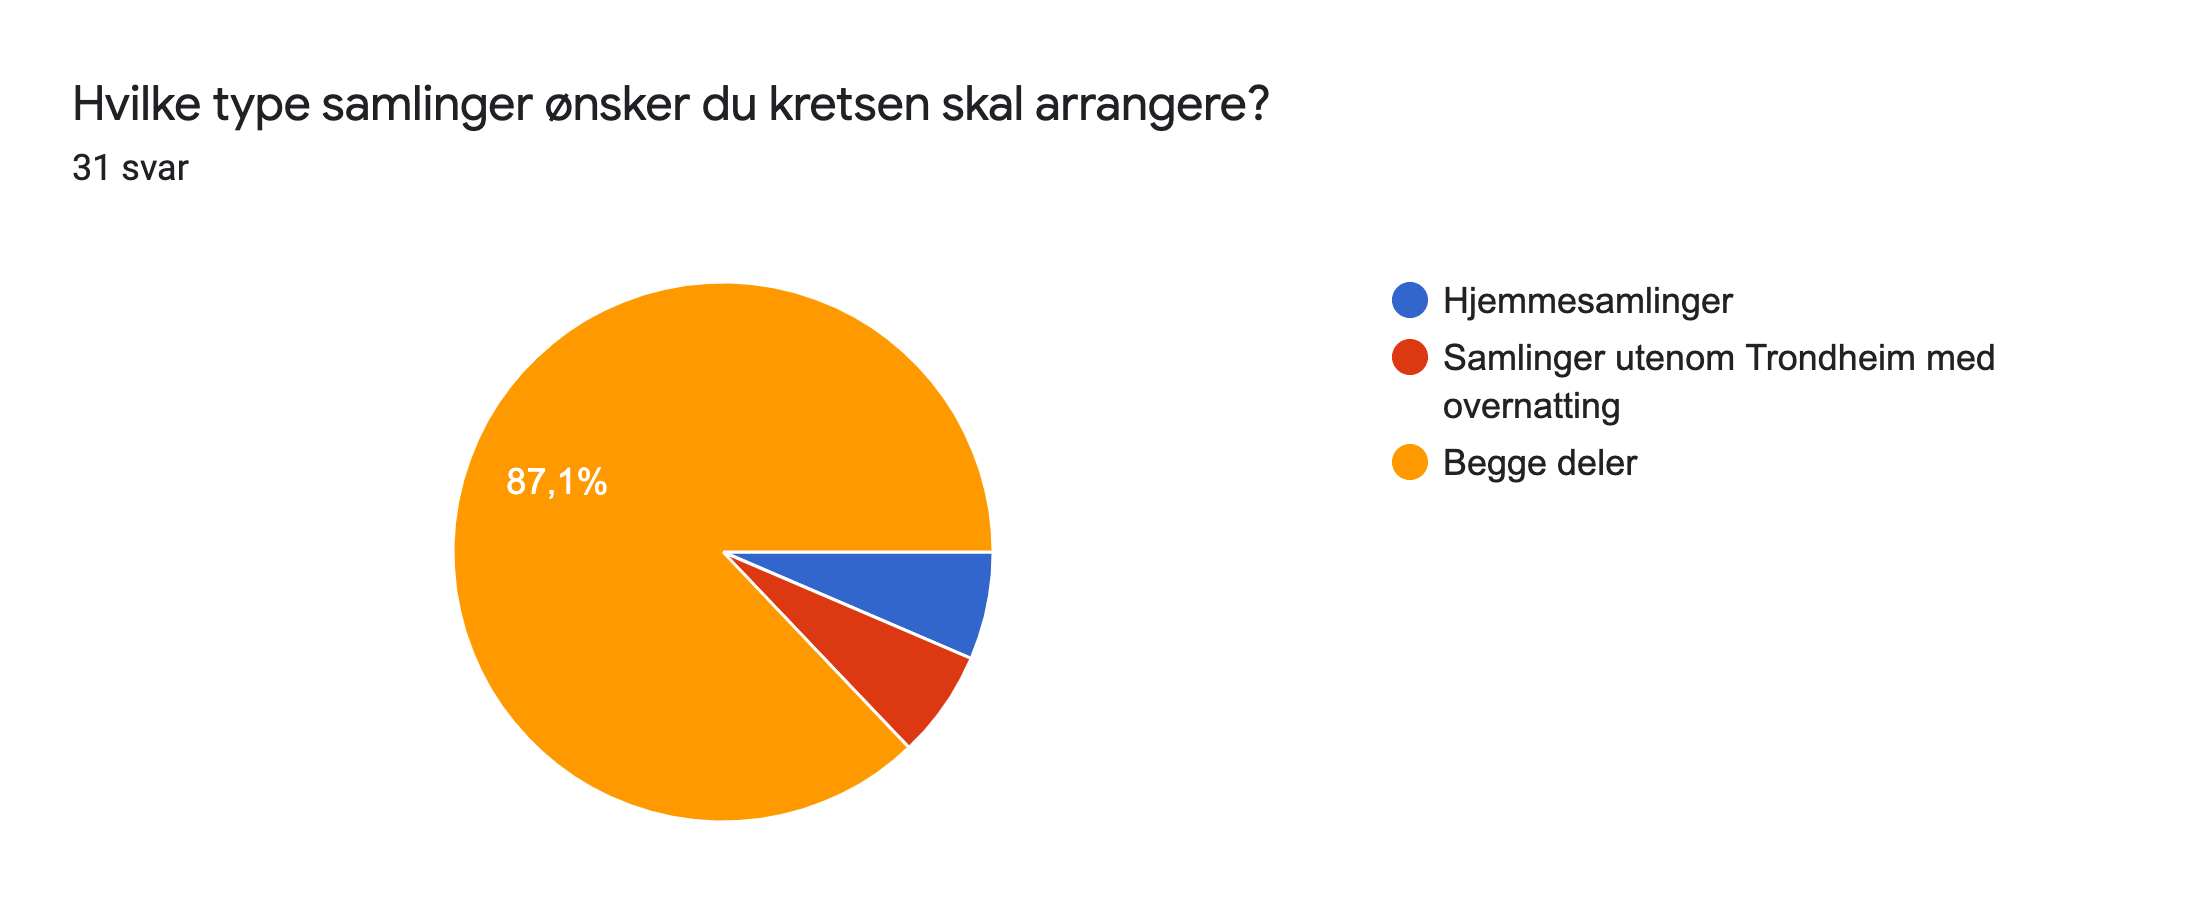 Hvilke type samlinger ønsker du kretsen skal arrangere?
31 svar
87,1%
Hjemmesamlinger
Samlinger utenom Trondheim med
overnatting
Begge deler